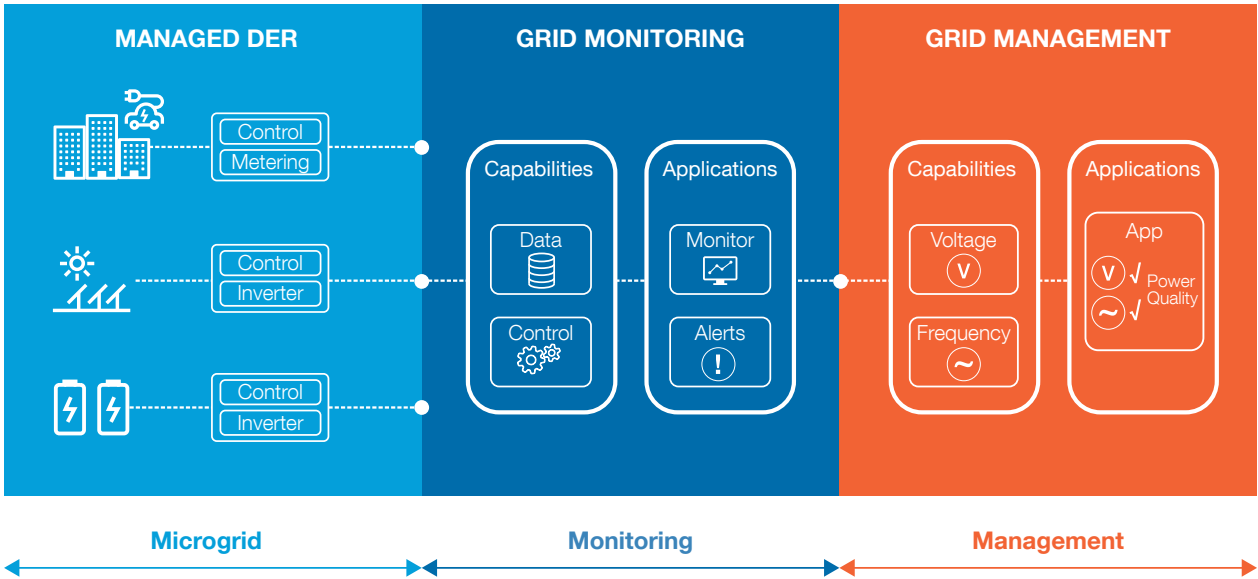 MANAGED DER
GRID MONITORING
GRID MANAGEMENT
Control
Metering
Control
Inverter
Control
Inverter
Capabilities
Data
Control
Applications
Monitor
Alerts
!
Capabilities
Voltage
V
Frequency
~
Applications
App
V √ Power
~ √ Quality
Microgrid
Monitoring
Management